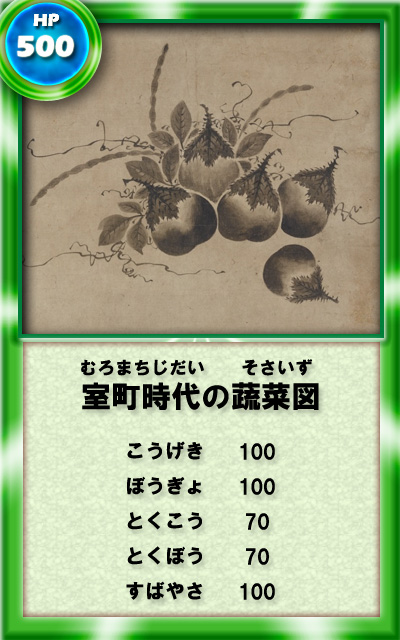 HP
500
むろまちじだい そさいず
室町時代の蔬菜図
こうげき 100
ぼうぎょ 100
とくこう 70
とくぼう 70
すばやさ 100